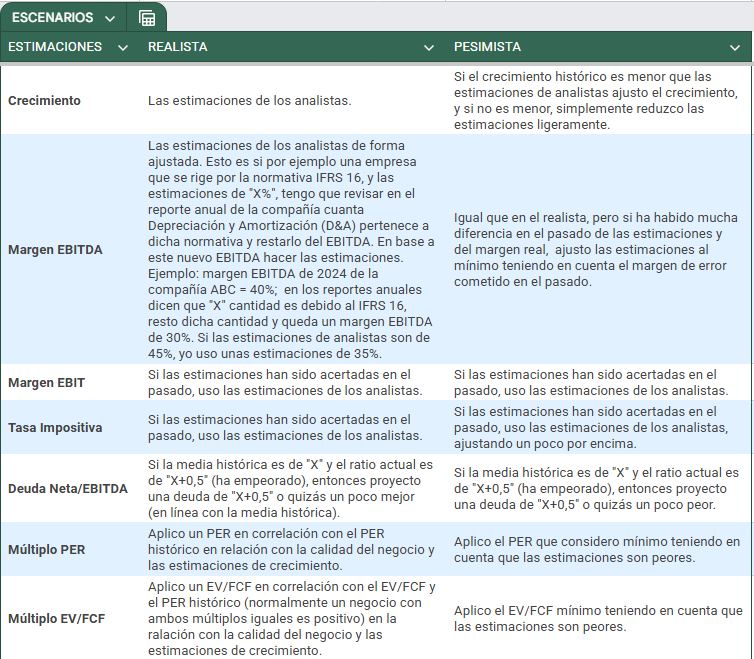 ESCENARIOS
ESTIMACIONES
REALISTA
PESIMISTA
Crecimiento
Las estimaciones de los analistas.
Si el crecimiento histórico es menor que las
estimaciones de analistas ajusto el crecimiento,
y si no es menor, simplemente reduzco las
estimaciones ligeramente.
Margen EBITDA
Las estimaciones de los analistas de forma
ajustada. Esto es si por ejemplo una empresa
que se rige por la normativa IFRS 16, y las
estimaciones de "X%", tengo que revisar en el
reporte anual de la compañía cuanta
Depreciación y Amortización (D&A) pertenece a
dicha normativa y restarlo del EBITDA. En base a
este nuevo EBITDA hacer las estimaciones.
Ejemplo: margen EBITDA de 2024 de la
compañía ABC = 40%;  en los reportes anuales
dicen que "X" cantidad es debido al IFRS 16,
resto dicha cantidad y queda un margen EBITDA
de 30%. Si las estimaciones de analistas son de
45%, yo uso unas estimaciones de 35%.
Igual que en el realista, pero si ha habido mucha
diferencia en el pasado de las estimaciones y
del margen real,  ajusto las estimaciones al
mínimo teniendo en cuenta el margen de error
cometido en el pasado.
Margen EBIT
Si las estimaciones han sido acertadas en el
pasado, uso las estimaciones de los analistas.
Si las estimaciones han sido acertadas en el
pasado, uso las estimaciones de los analistas.
Tasa Impositiva
Si las estimaciones han sido acertadas en el
pasado, uso las estimaciones de los analistas.
Si las estimaciones han sido acertadas en el
pasado, uso las estimaciones de los analistas,
ajustando un poco por encima.
Deuda Neta/EBITDA
Si la media histórica es de "X" y el ratio actual es
de "X+0,5" (ha empeorado), entonces proyecto
una deuda de "X+0,5" o quizás un poco mejor
(en línea con la media histórica).
Si la media histórica es de "X" y el ratio actual es
de "X+0,5" (ha empeorado), entonces proyecto
una deuda de "X+0,5" o quizás un poco peor.
Múltiplo PER
Aplico un PER en correlación con el PER
histórico en relación con la calidad del negocio y
las estimaciones de crecimiento.
Aplico el PER que considero mínimo teniendo en
cuenta que las estimaciones son peores.
Múltiplo EV/FCF
Aplico un EV/FCF en correlación con el EV/FCF y
el PER histórico (normalmente un negocio con
ambos múltiplos iguales es positivo) en la
ralación con la calidad del negocio y las
estimaciones de crecimiento.
Aplico el EV/FCF mínimo teniendo en cuenta que
las estimaciones son peores.